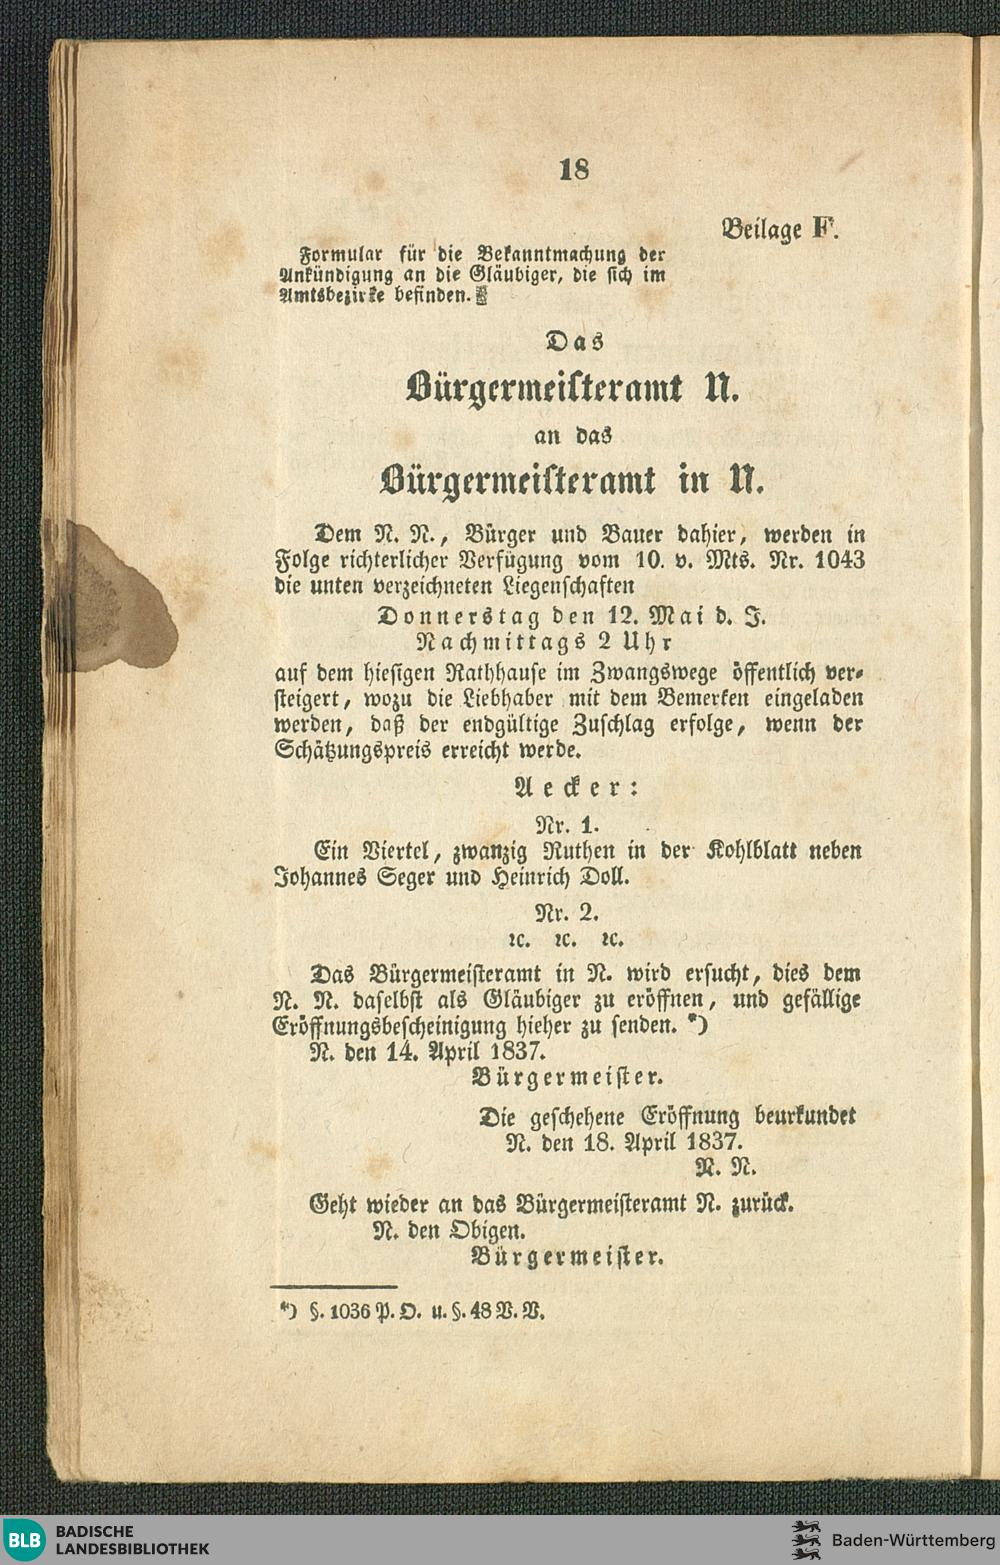 18
Beilage F.
Formular für die Bekanntmachung der
Ankündigung an die Gläubiger, die sich im
Amtsbezirke befinden.
Das
Bürgermeisteramt N.
an das
Bürgermeisteramt in N.
Dem N. N., Bürger und Bauer dahier, werden in
Folge richterlicher Verfügung vom 10. v. Mts. Nr. 1043
die unten verzeichneten Liegenschaften
Donnerstag den 12. Mai d. J.
Nachmittags 2 Uhr
auf dem hiesigen Rathhause im Zwangswege öffentlich ver-
steigert, wozu die Liebhaber mit dem Bemerken eingeladen
werden, daß der endgültige Zuschlag erfolge, wenn der
Schätzungspreis erreicht werde.
Aecker:
Nr. 1.
Ein Viertel, zwanzig Ruthen in der Kohlblatt neben
Johannes Seger und Heinrich Doll.
Nr. 2.
ꝛc. ꝛc. ꝛc.
Das Bürgermeisteramt in N. wird ersucht, dies dem
N. N. daselbst als Gläubiger zu eröffnen, und gefällige
Eröffnungsbescheinigung hieher zu senden. *)
N. den 14. April 1837.
Bürgermeister.
Die geschehene Eröffnung beurkundet
N. den 18. April 1837.
N. N.
Geht wieder an das Bürgermeisteramt N. zurück.
N. den Obigen.
Bürgermeister.
*) §. 1036 P. O. u. §. 48 V. V.
BLB BADISCHE
LANDESBIBLIOTHEK
Baden-Württemberg